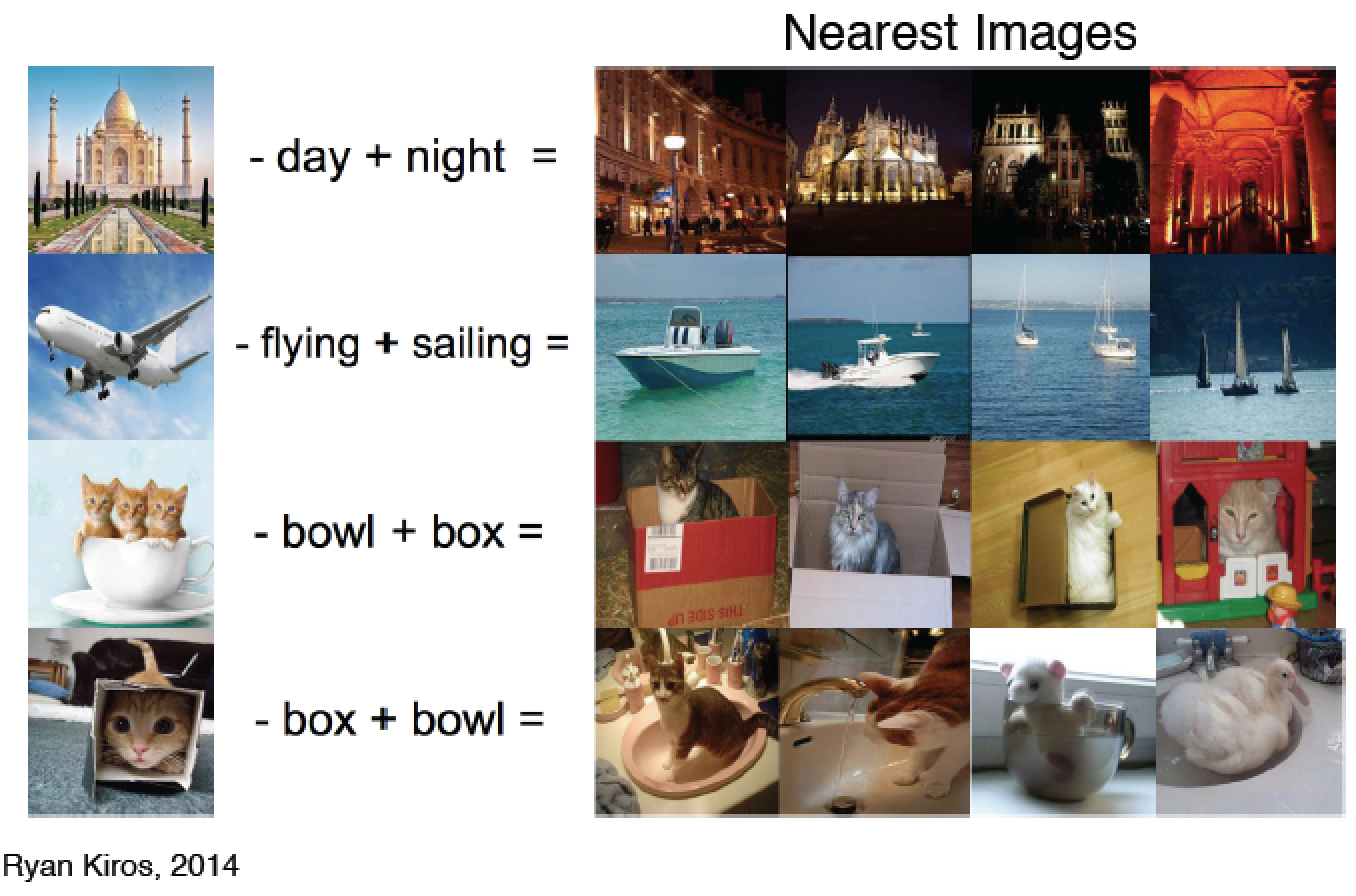 Nearest Images
- day + night =
- flying + sailing =
- bowl + box =
THIS SIDE UP
- box + bowl =
Ryan Kiros, 2014